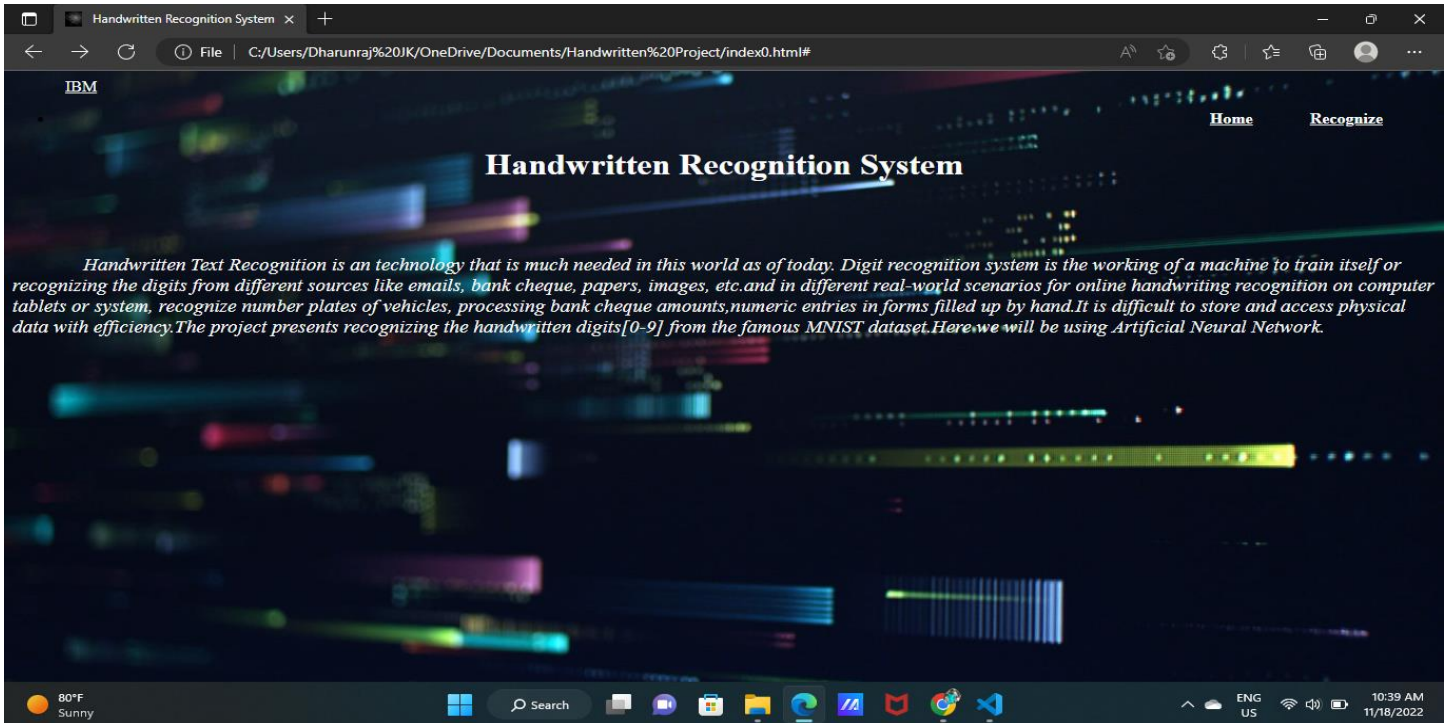 Handwritten Recognition System
File
C:/Users/Dharunraj%20JK/OneDrive/Documents/Handwritten%20Project/index0.html#
IBM
Home Recognize
Handwritten Recognition System
Handwritten Text Recognition is an technology that is much needed in this world as of today. Digit recognition system is the working of a machine to train itself or
recognizing the digits from different sources like emails, bank cheque, papers, images, etc.and in different real-world scenarios for online handwriting recognition on computer
tablets or system, recognize number plates of vehicles, processing bank cheque amounts,numeric entries in forms filled up by hand.It is difficult to store and access physical
data with efficiency.The project presents recognizing the handwritten digits[0-9] from the famous MNIST dataset.Here we will be using Artificial Neural Network.
80°F
Sunny
Search
ENG
US
10:39 AM
11/18/2022